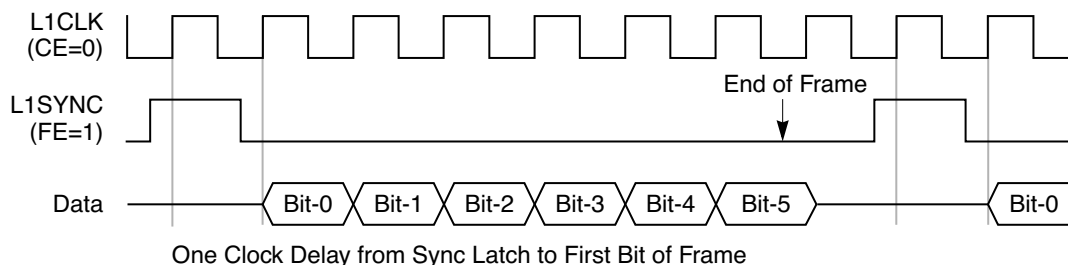 L1CLK
(CE=0)
End of Frame
L1SYNC
(FE=1)
Data
Bit-0 Bit-1 Bit-2 Bit-3 Bit-4 Bit-5 Bit-0
One Clock Delay from Sync Latch to First Bit of Frame